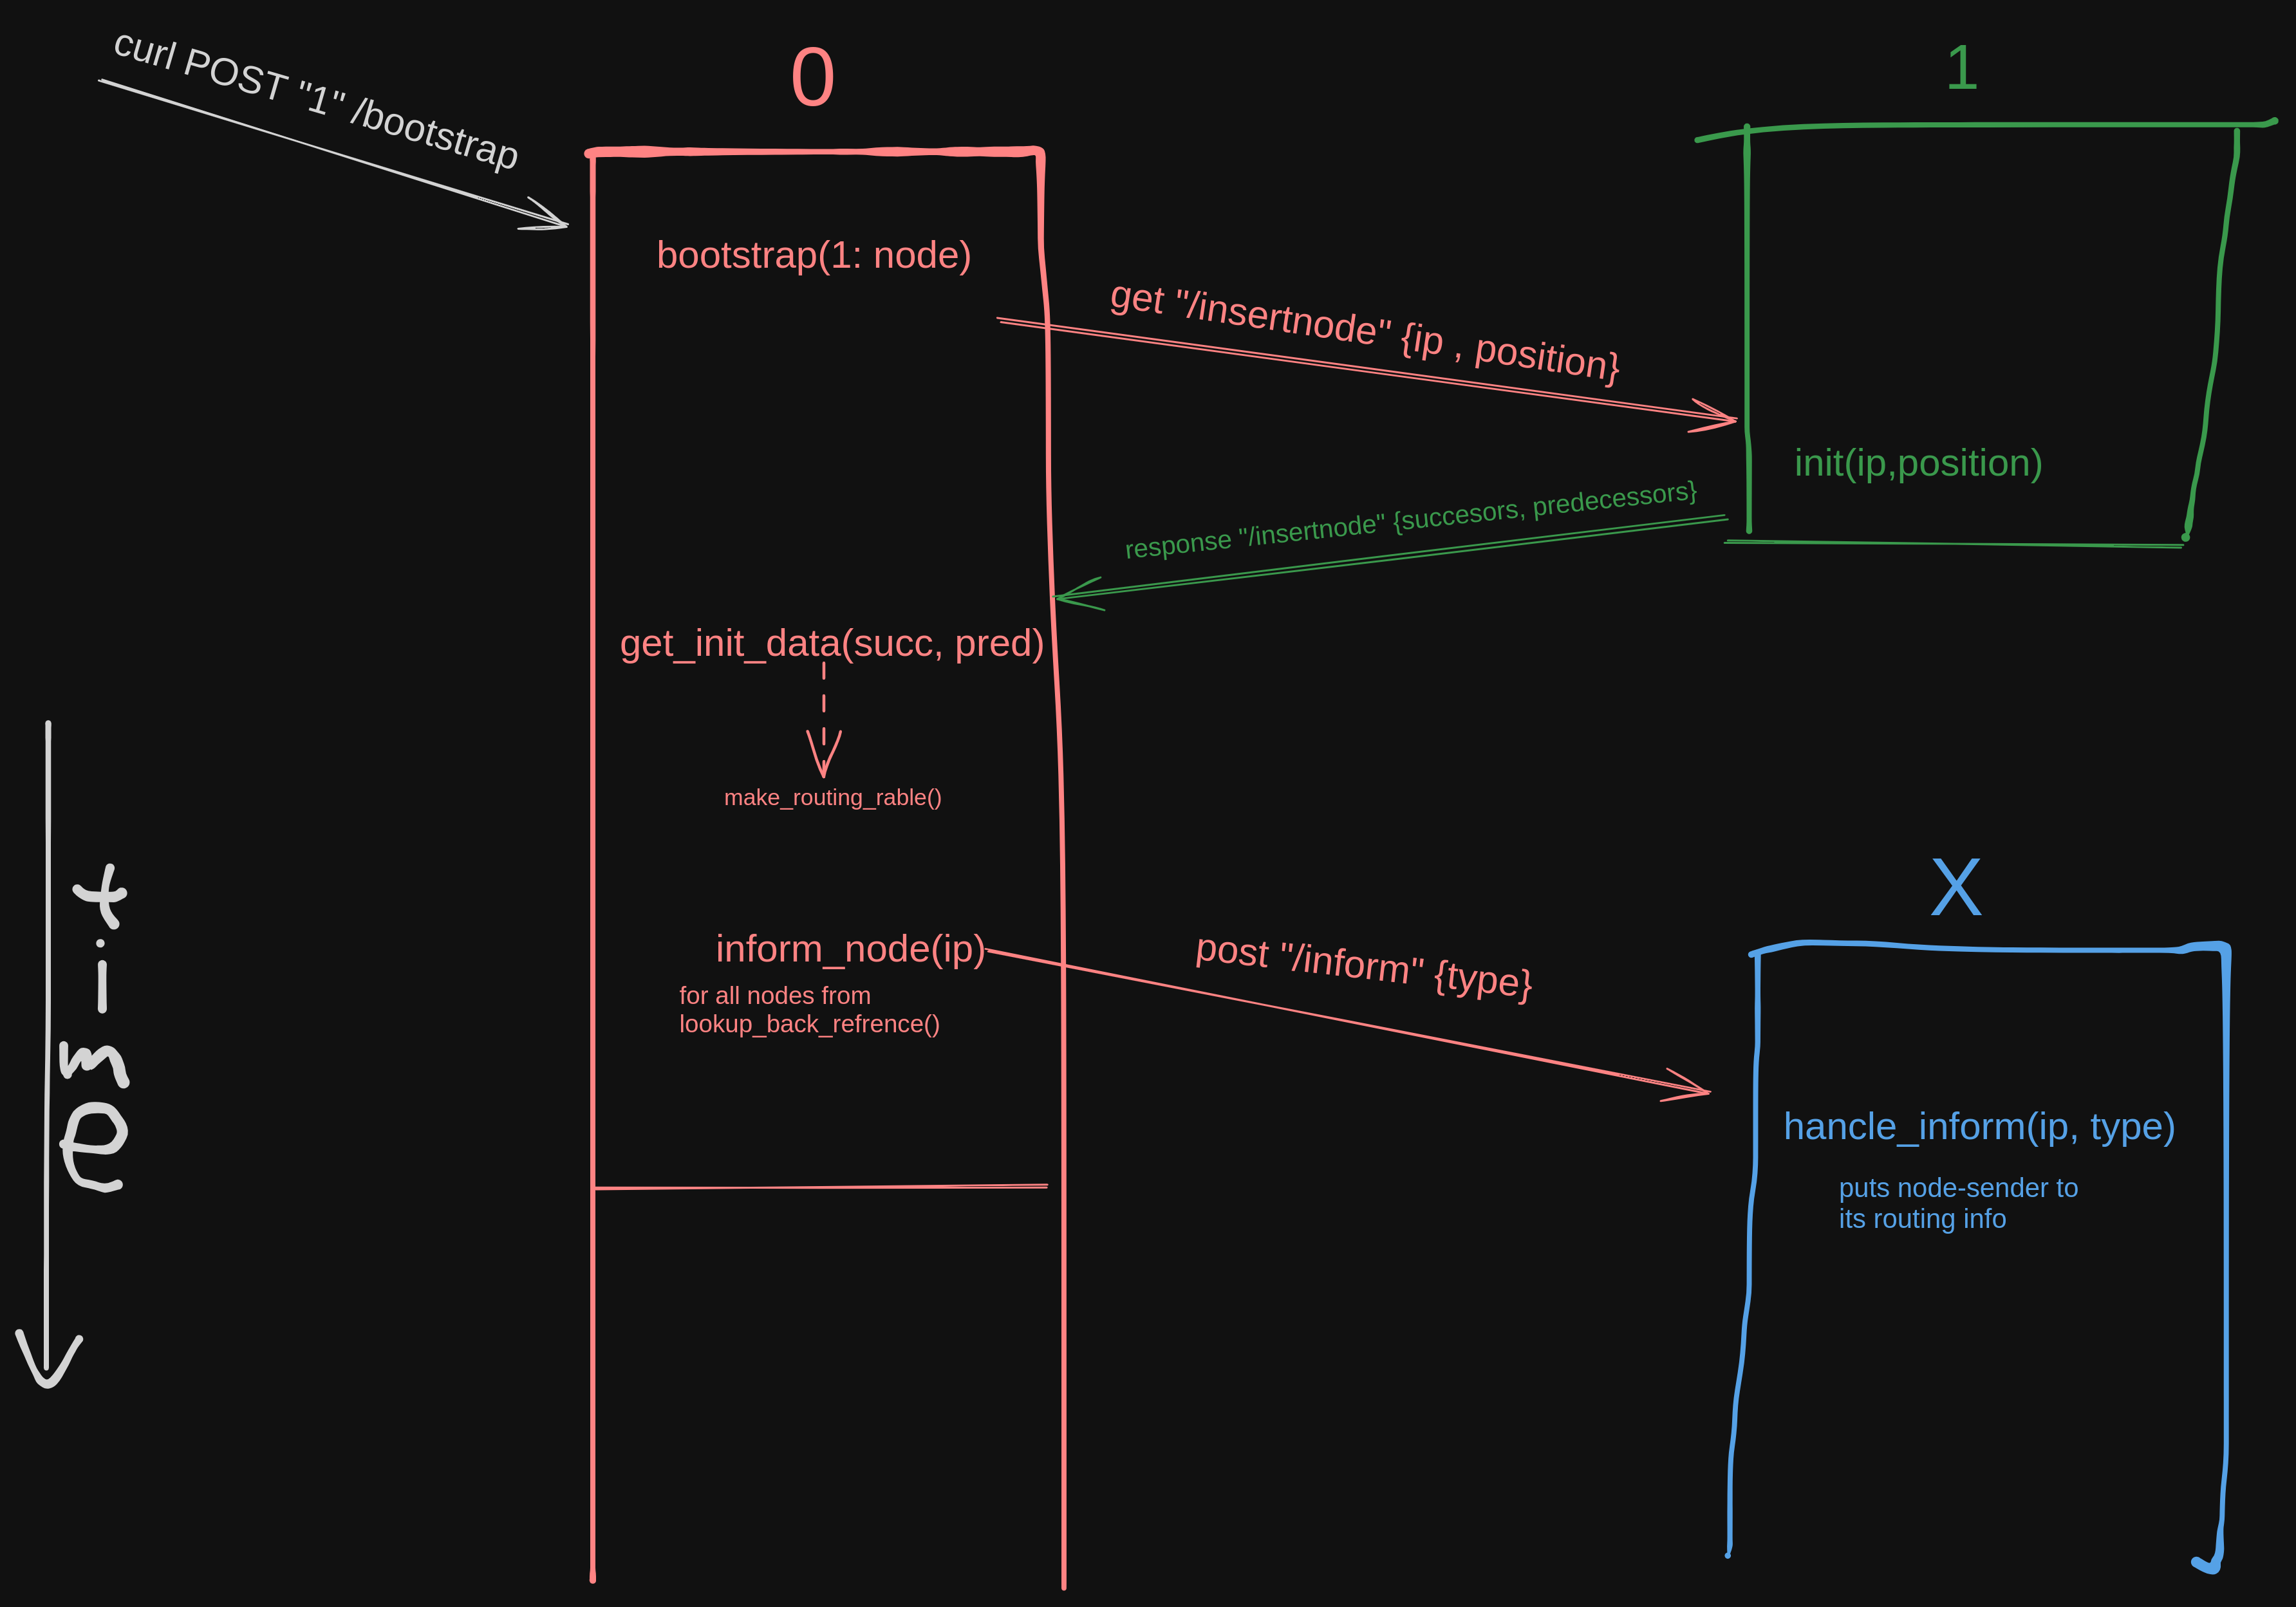 curl POST "1" /bootstrap
0
1
bootstrap(1: node)
get "/insertnode" {ip , position}
init(ip,position)
response "/insertnode" {succesors, predecessors}
get_init_data(succ, pred)
make_routing_rable()
time
X
inform_node(ip)
for all nodes from
lookup_back_refrence()
post "/inform" {type}
hancle_inform(ip, type)
puts node-sender to
its routing info